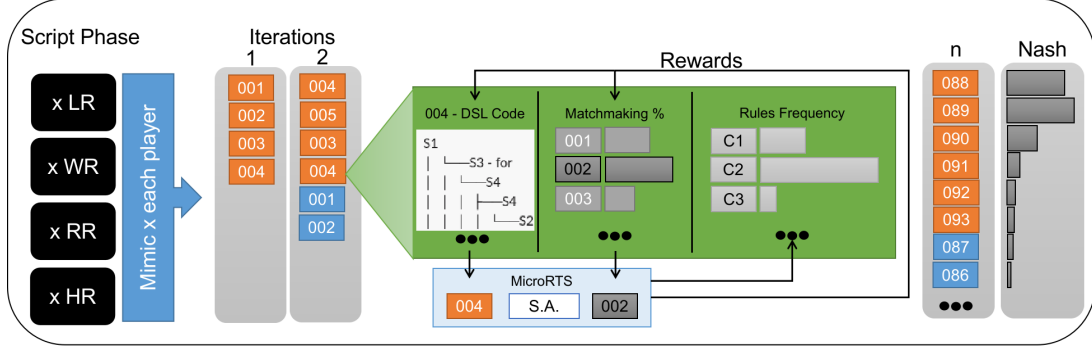 Script Phase
x LR
x WR
x RR
x HR
Mimic x each player
Iterations
1
2
001
002
003
004
004
005
003
004
001
002
Rewards
004 - DSL Code
S1
S3 - for
S4
S4
S2
Matchmaking %
001
002
003
Rules Frequency
C1
C2
C3
MicroRTS
004
S.A.
002
n
088
089
090
091
092
093
087
086
Nash